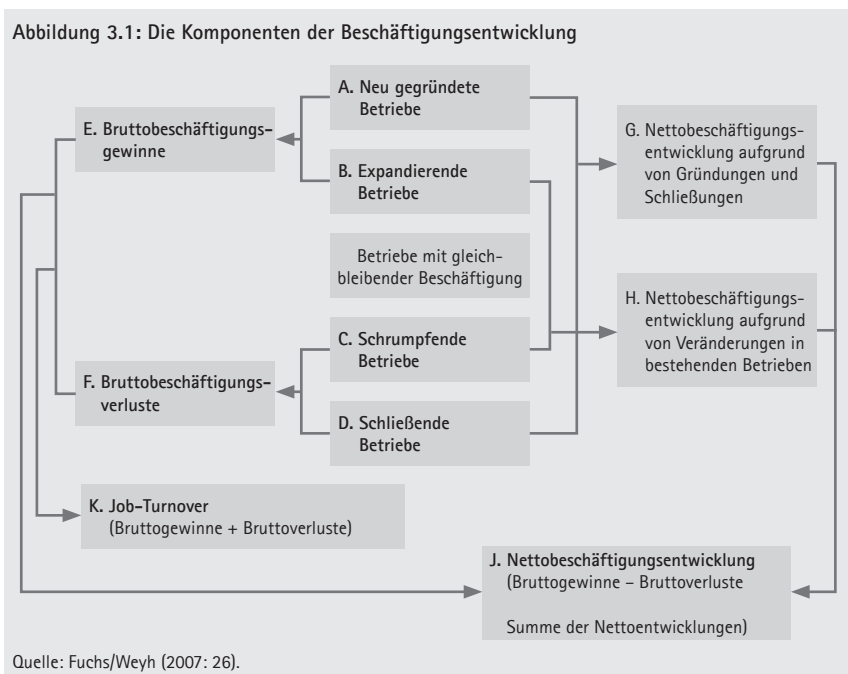 Abbildung 3.1: Die Komponenten der Beschäftigungsentwicklung
A. Neu gegründete
Betriebe
E. Bruttobeschäftigungs-
gewinne
B. Expandierende
Betriebe
Betriebe mit gleich-
bleibender Beschäftigung
C. Schrumpfende
Betriebe
F. Bruttobeschäftigungs-
verluste
D. Schließende
Betriebe
G. Nettobeschäftigungs-
entwicklung aufgrund
von Gründungen und
Schließungen
H. Nettobeschäftigungs-
entwicklung aufgrund
von Veränderungen in
bestehenden Betrieben
K. Job-Turnover
(Bruttogewinne + Bruttoverluste)
J. Nettobeschäftigungsentwicklung
(Bruttogewinne – Bruttoverluste
Summe der Nettoentwicklungen)
Quelle: Fuchs/Weyh (2007: 26).